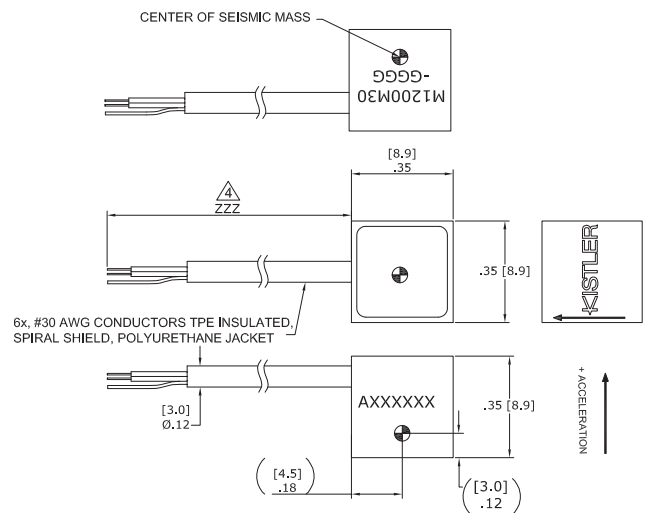 CENTER OF SEISMIC MASS
M1200M30
-GGGG
[8.9]
.35
4
ZZZ
.35 [8.9]
KISTLER
6x, #30 AWG CONDUCTORS TPE INSULATED,
SPIRAL SHIELD, POLYURETHANE JACKET
[3.0]
Ø.12
AXXXXXX
.35 [8.9]
+ ACCELERATION
[4.5]
.18
[3.0]
.12